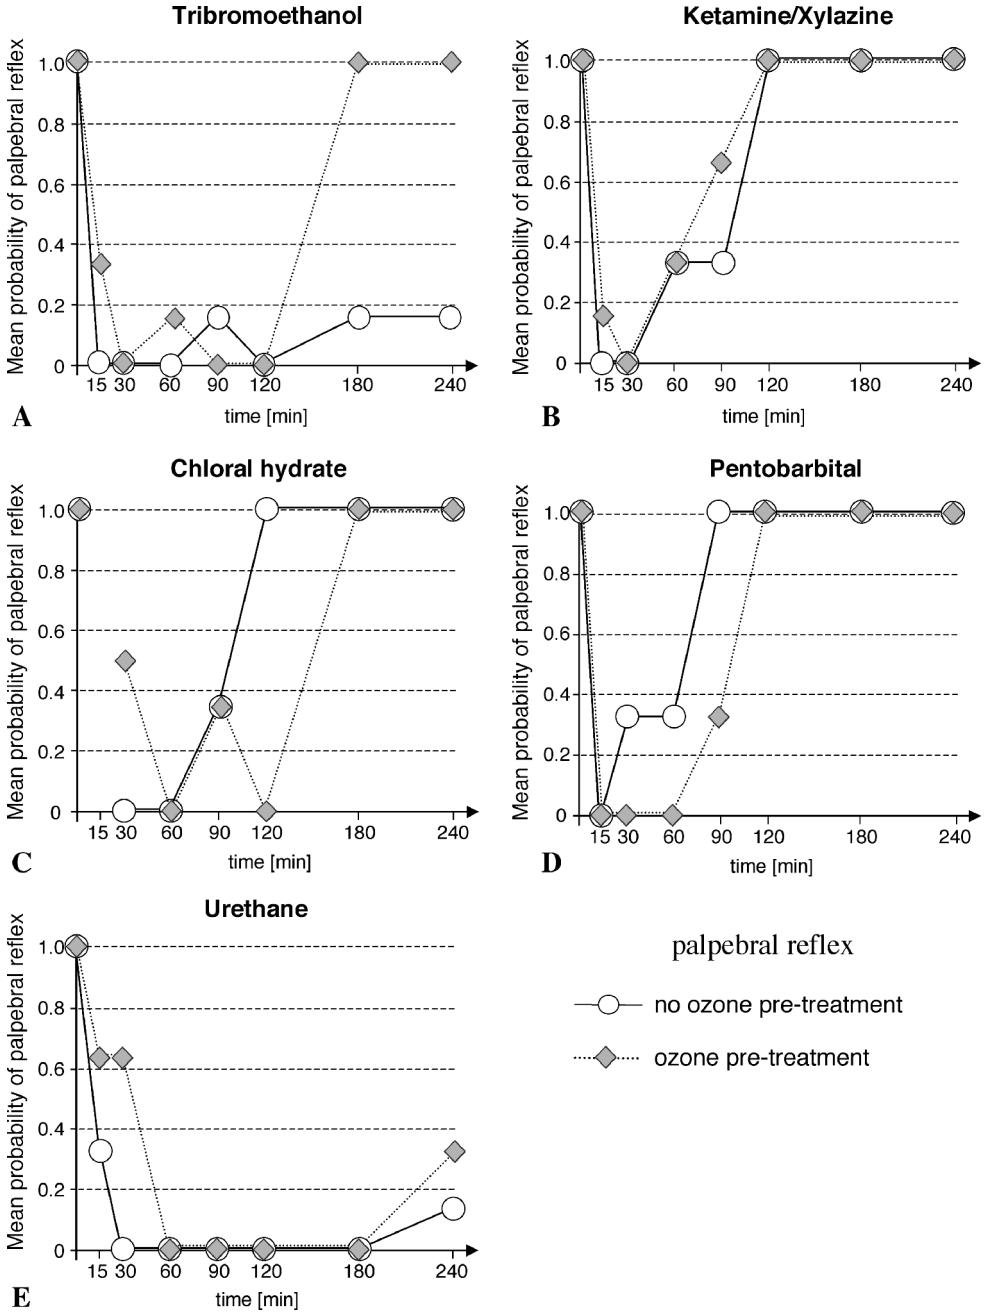 Tribromoethanol
Mean probability of palpebral reflex
1.0
0.8
0.6
0.4
0.2
0
15 30 60 90 120 180 240
time [min]
A
Ketamine/Xylazine
Mean probability of palpebral reflex
1.0
0.8
0.6
0.4
0.2
0
15 30 60 90 120 180 240
time [min]
B
Chloral hydrate
Mean probability of palpebral reflex
1.0
0.8
0.6
0.4
0.2
0
15 30 60 90 120 180 240
time [min]
C
Pentobarbital
Mean probability of palpebral reflex
1.0
0.8
0.6
0.4
0.2
0
15 30 60 90 120 180 240
time [min]
D
Urethane
Mean probability of palpebral reflex
1.0
0.8
0.6
0.4
0.2
0
15 30 60 90 120 180 240
time [min]
E
palpebral reflex
no ozone pre-treatment
ozone pre-treatment